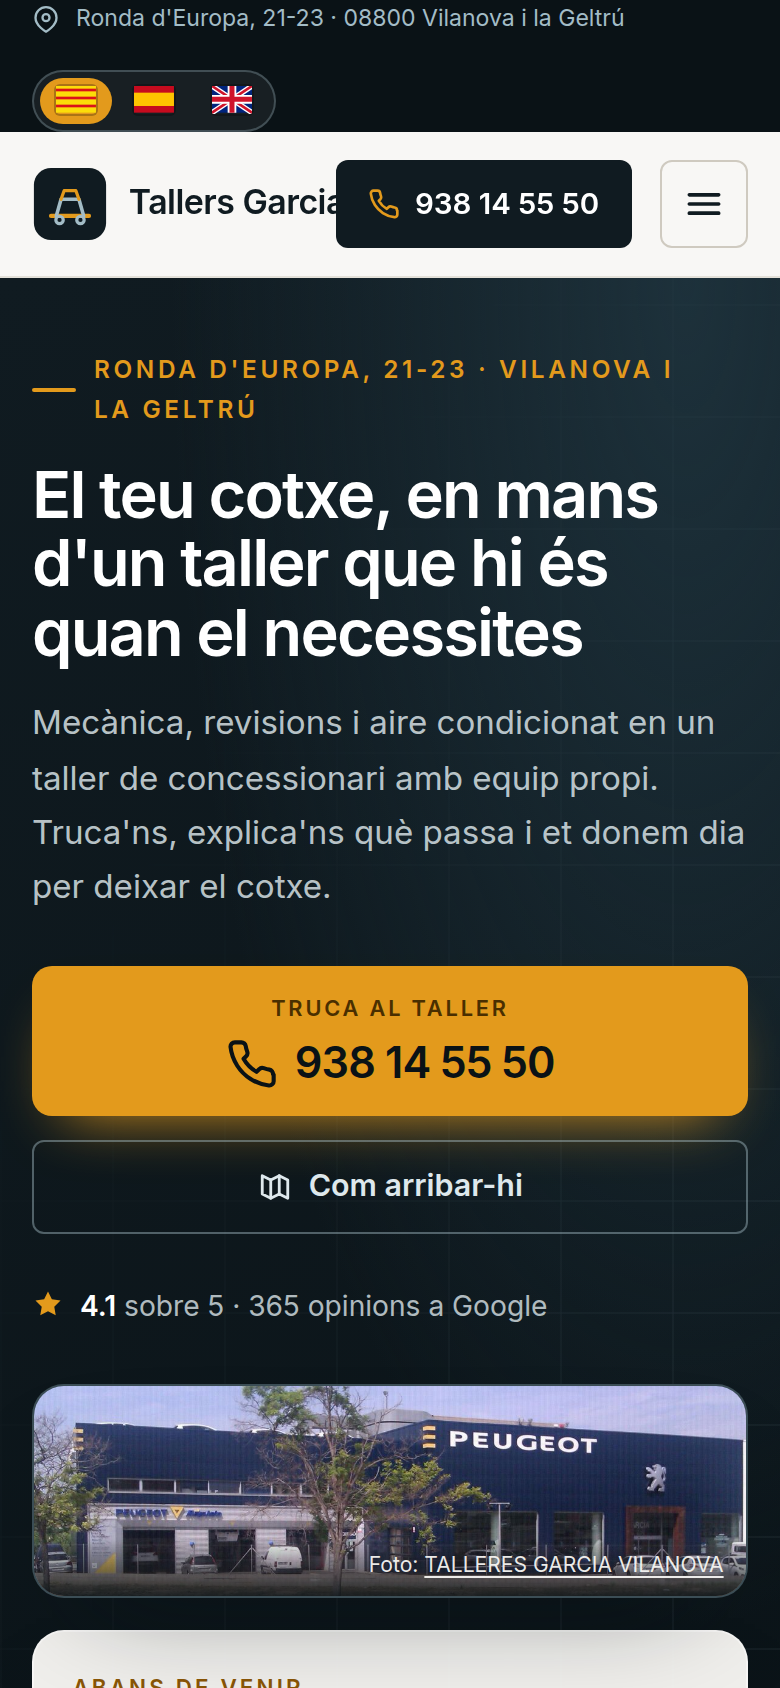 Ronda d'Europa, 21-23 · 08800 Vilanova i la Geltrú
Tallers Garcia
938 14 55 50
RONDA D'EUROPA, 21-23 · VILANOVA I
LA GELTRÚ
El teu cotxe, en mans
d'un taller que hi és
quan el necessites
Mecànica, revisions i aire condicionat en un
taller de concessionari amb equip propi.
Truca'ns, explica'ns què passa i et donem dia
per deixar el cotxe.
TRUCA AL TALLER
938 14 55 50
Com arribar-hi
4.1 sobre 5 · 365 opinions a Google
PEUGEOT
PEUGEOT
Foto: TALLERES GARCIA VILANOVA
ABANS DE VENIR